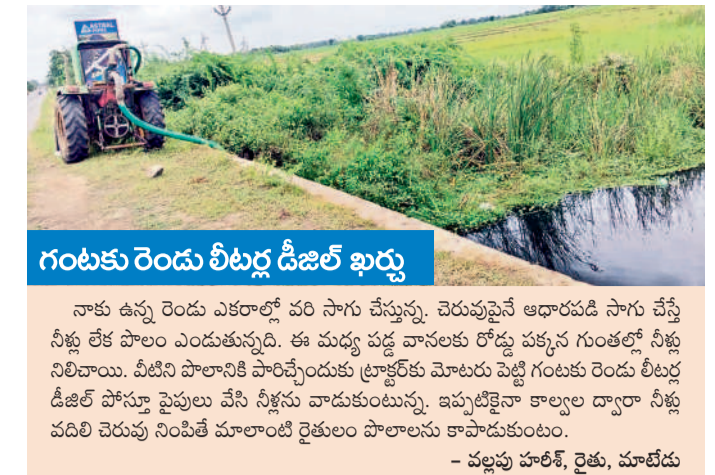 ASTRAL
గంటకు రెండు లీటర్ల డీజిల్ ఖర్చు
నాకు ఉన్న రెండు ఎకరాల్లో వరి సాగు చేస్తున్న. చెరువుపైనే ఆధారపడి సాగు చేస్తే
నీళ్లు లేక పొలం ఎండుతున్నది. ఈ మధ్య పడ్డ వానలకు రోడ్డు పక్కన గుంతల్లో నీళ్లు
నిలిచాయి. వీటిని పొలానికి పారిచ్చేందుకు ట్రాక్టర్‌కు మోటరు పెట్టి గంటకు రెండు లీటర్ల
డీజిల్ పోస్తూ పైపులు వేసి నీళ్లను వాడుకుంటున్న. ఇప్పటికైనా కాల్వల ద్వారా నీళ్లు
వదిలి చెరువు నింపితే మాలాంటి రైతులం పొలాలను కాపాడుకుంటం.
– వల్లపు హరీశ్, రైతు, మాటేడు